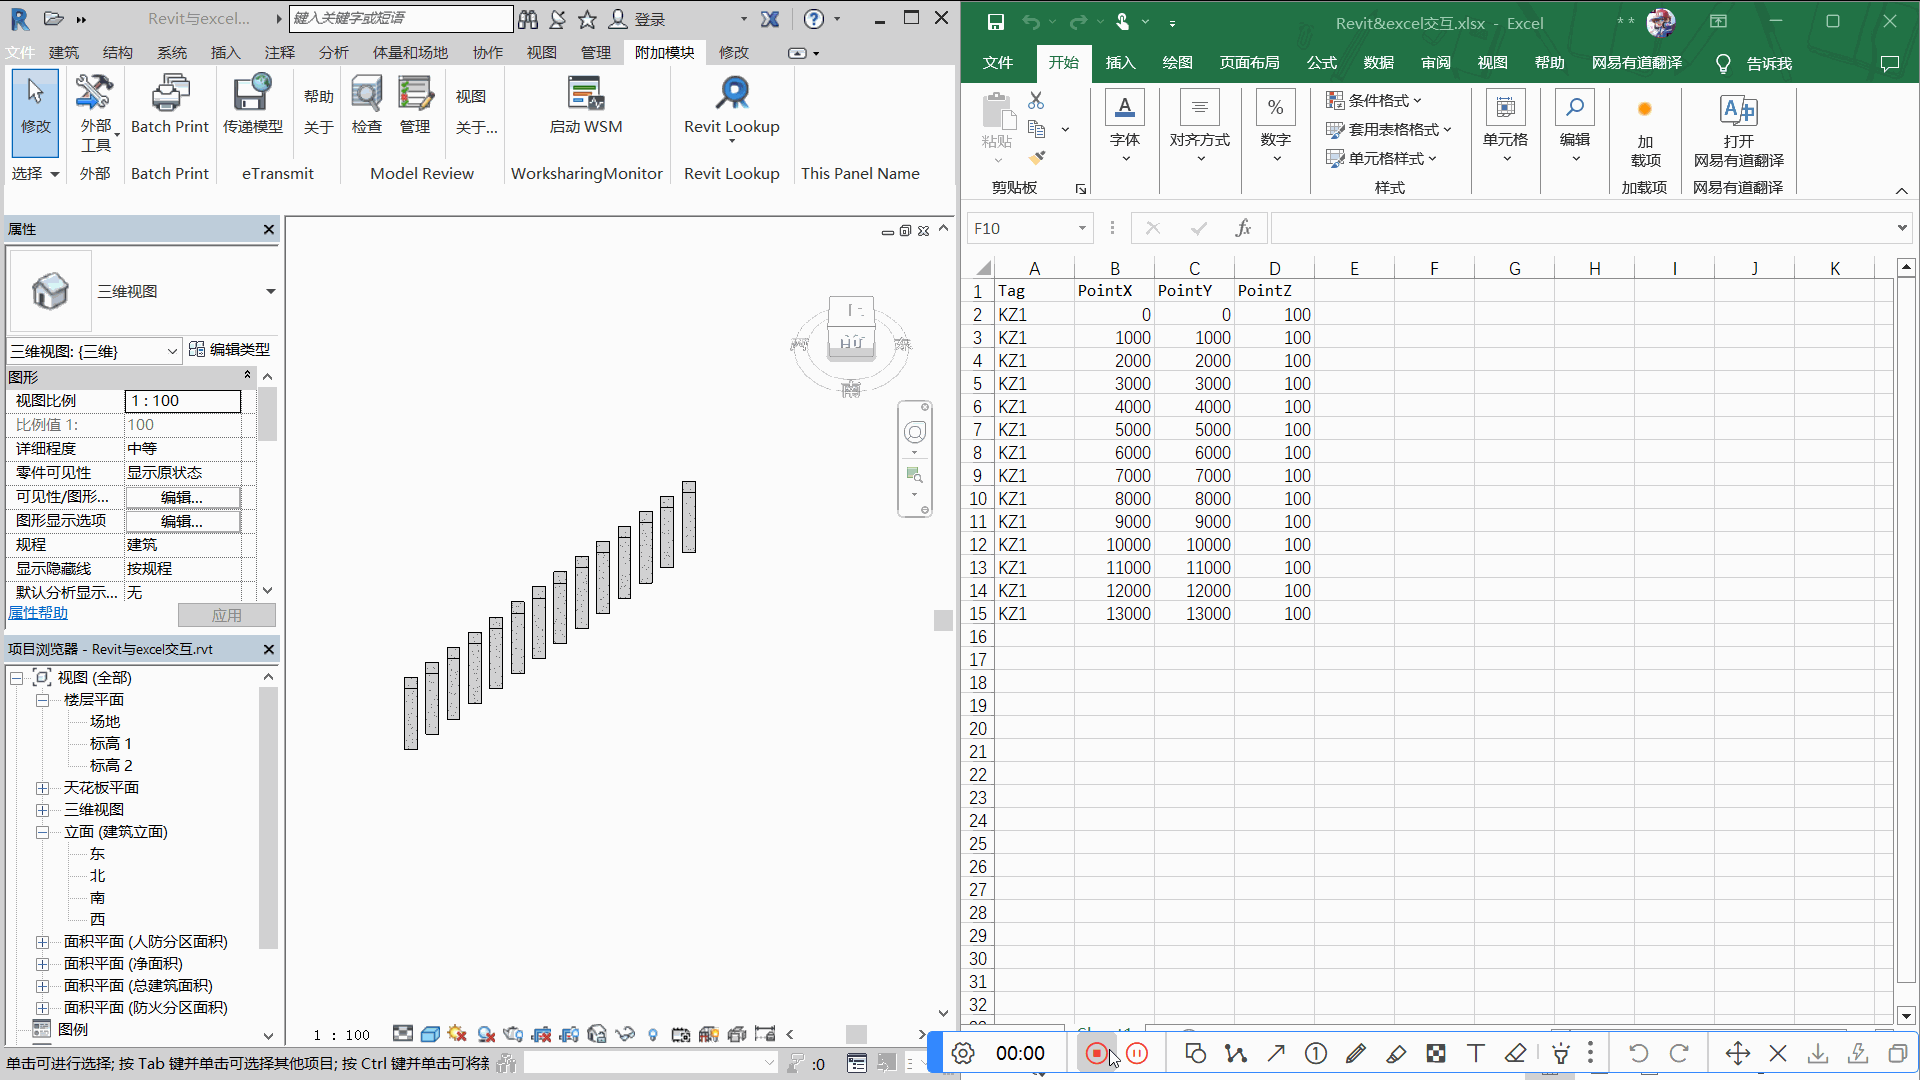 Revit与excel...
键入关键字或短语
登录
文件 建筑 结构 系统 插入 注释 分析 体量和场地 协作 视图 管理 附加模块 修改
修改
外部
工具
Batch Print
传递模型
帮助
关于
检查
管理
视图
关于...
启动 WSM
Revit Lookup
选择
外部
Batch Print
eTransmit
Model Review
WorksharingMonitor
Revit Lookup
This Panel Name
属性
三维视图
三维视图: {三维}
编辑类型
图形
视图比例 1 : 100
比例值 1: 100
详细程度 中等
零件可见性 显示原状态
可见性/图形... 编辑...
图形显示选项 编辑...
规程 建筑
显示隐藏线 按规程
默认分析显示... 无
属性帮助
应用
项目浏览器 - Revit与excel交互.rvt
视图 (全部)
楼层平面
场地
标高 1
标高 2
天花板平面
三维视图
立面 (建筑立面)
东
北
南
西
面积平面 (人防分区面积)
面积平面 (净面积)
面积平面 (总建筑面积)
面积平面 (防火分区面积)
图例
1 : 100
单击可进行选择; 按 Tab 键并单击可选择其他项目; 按 Ctrl 键并单击可将新
:0
Revit&excel交互.xlsx - Excel
文件 开始 插入 绘图 页面布局 公式 数据 审阅 视图 帮助 网易有道翻译 告诉我
粘贴
剪贴板
字体
对齐方式
数字
条件格式
套用表格格式
单元格样式
样式
单元格
编辑
加
载项
加载项
打开
网易有道翻译
网易有道翻译
F10
fx
A B C D E F G H I J K
1 Tag PointX PointY PointZ
2 KZ1 0 0 100
3 KZ1 1000 1000 100
4 KZ1 2000 2000 100
5 KZ1 3000 3000 100
6 KZ1 4000 4000 100
7 KZ1 5000 5000 100
8 KZ1 6000 6000 100
9 KZ1 7000 7000 100
10 KZ1 8000 8000 100
11 KZ1 9000 9000 100
12 KZ1 10000 10000 100
13 KZ1 11000 11000 100
14 KZ1 12000 12000 100
15 KZ1 13000 13000 100
16
17
18
19
20
21
22
23
24
25
26
27
28
29
30
31
32
00:00